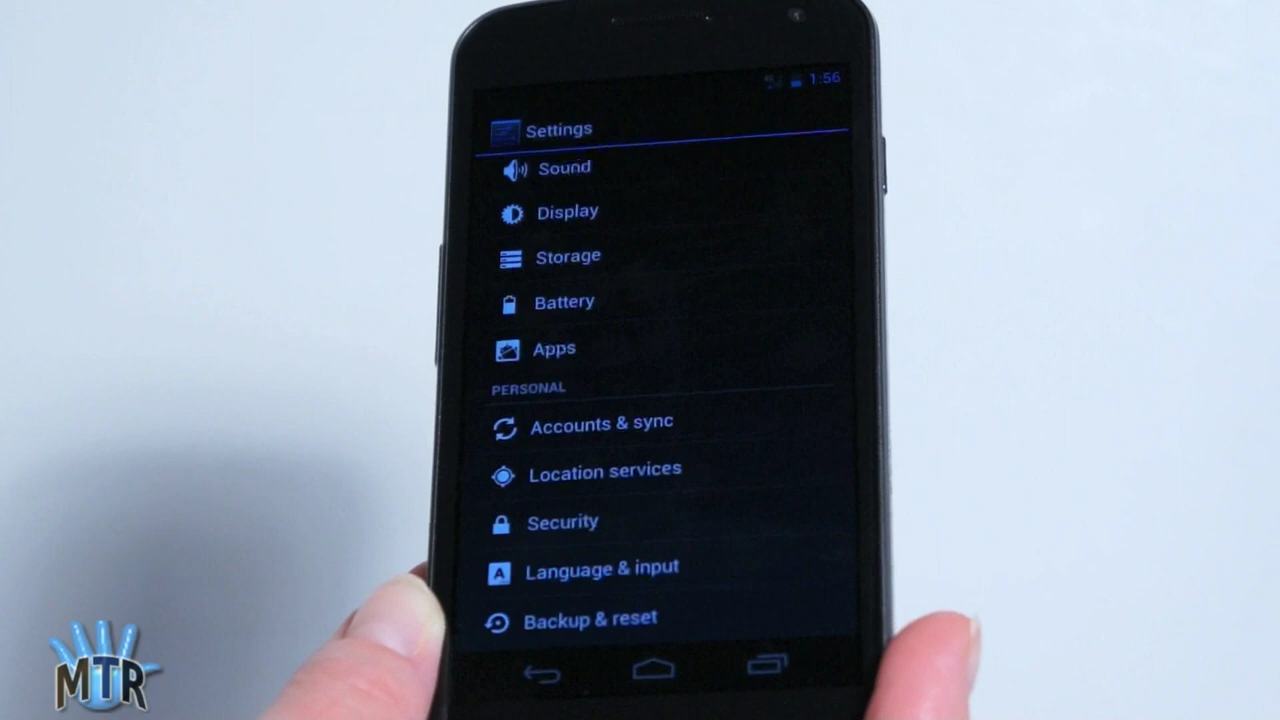 1:56
Settings
Sound
Display
Storage
Battery
Apps
PERSONAL
Accounts & sync
Location services
Security
Language & input
Backup & reset
MTR